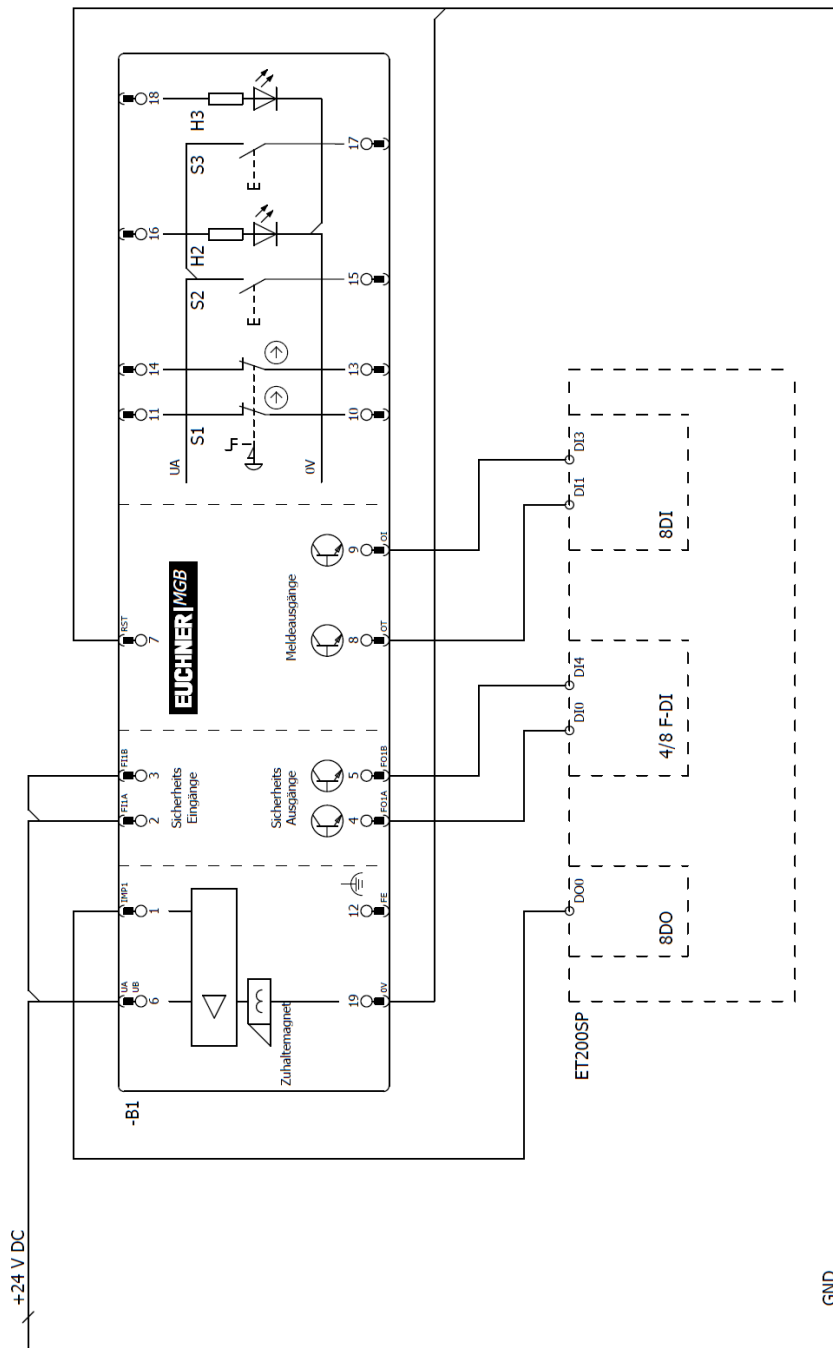 +24 V DC
GND
-B1
UA
UB
6
IMP1
1
FI1A
2
FI1B
3
RST
7
11
14
16
18
Zuhaltemagnet
Sicherheits
Eingänge
Sicherheits
Ausgänge
EUCHNER MGB
Meldeausgänge
UA
0V
S1
S2
H2
S3
H3
19
0V
12
FE
4
FO1A
5
FO1B
8
OT
9
OI
10
13
15
17
ET200SP
DO0
8DO
DI0
DI4
4/8 F-DI
DI1
DI3
8DI